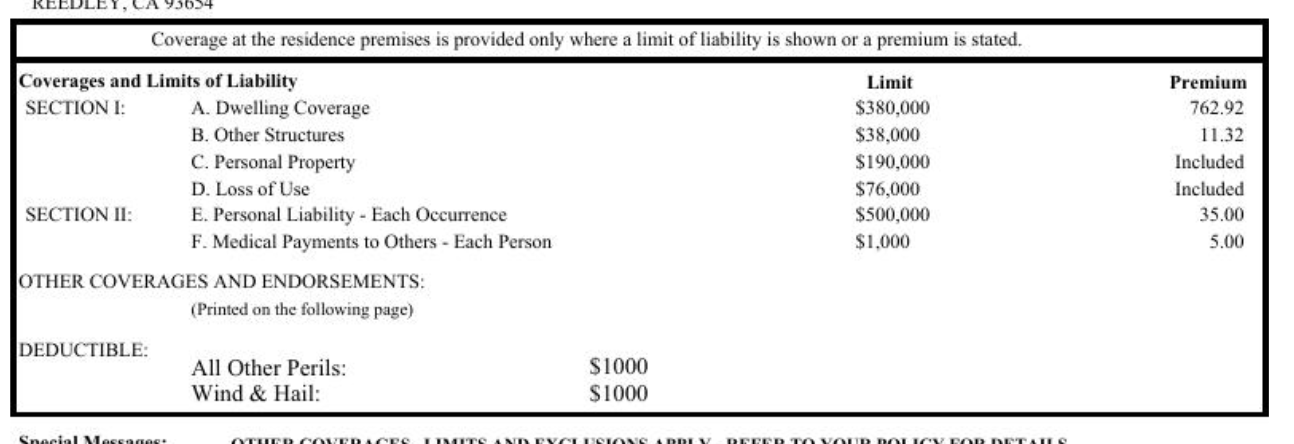 REEDLEY, CA 93654
Coverage at the residence premises is provided only where a limit of liability is shown or a premium is stated.
Coverages and Limits of Liability Limit Premium
SECTION I: A. Dwelling Coverage $380,000 762.92
B. Other Structures $38,000 11.32
C. Personal Property $190,000 Included
D. Loss of Use $76,000 Included
SECTION II: E. Personal Liability - Each Occurrence $500,000 35.00
F. Medical Payments to Others - Each Person $1,000 5.00
OTHER COVERAGES AND ENDORSEMENTS:
(Printed on the following page)
DEDUCTIBLE:
All Other Perils: $1000
Wind & Hail: $1000
Special Messages: OTHER COVERAGES, LIMITS AND EXCLUSIONS APPLY - REFER TO YOUR POLICY FOR DETAILS